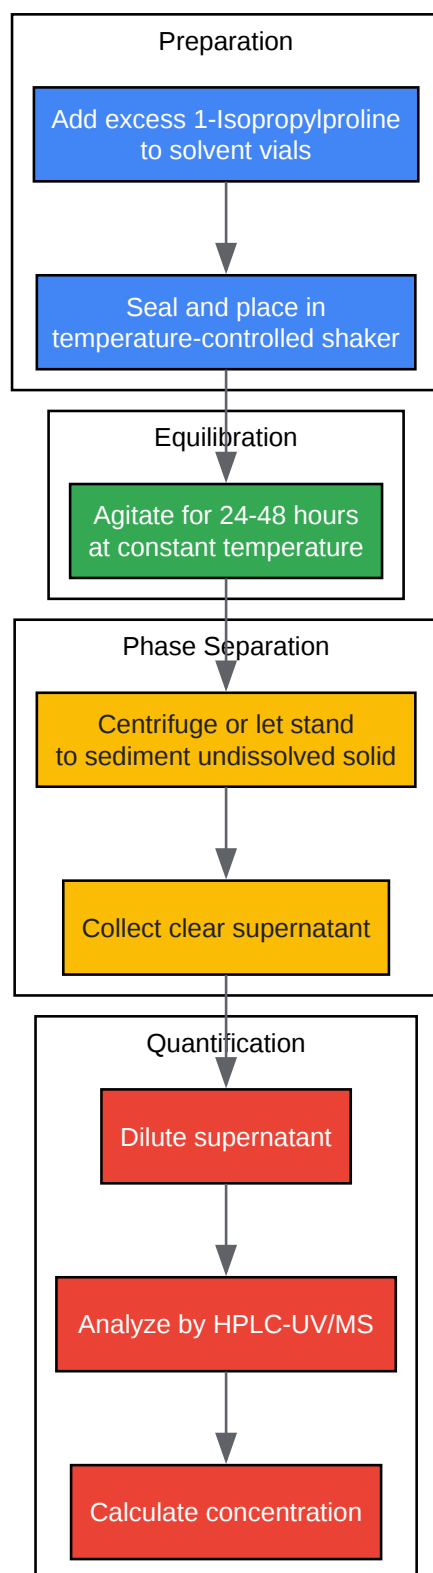 Preparation
Add excess 1-Isopropylproline
to solvent vials
Seal and place in
temperature-controlled shaker
Equilibration
Agitate for 24-48 hours
at constant temperature
Phase Separation
Centrifuge or let stand
to sediment undissolved solid
Collect clear supernatant
Quantification
Dilute supernatant
Analyze by HPLC-UV/MS
Calculate concentration